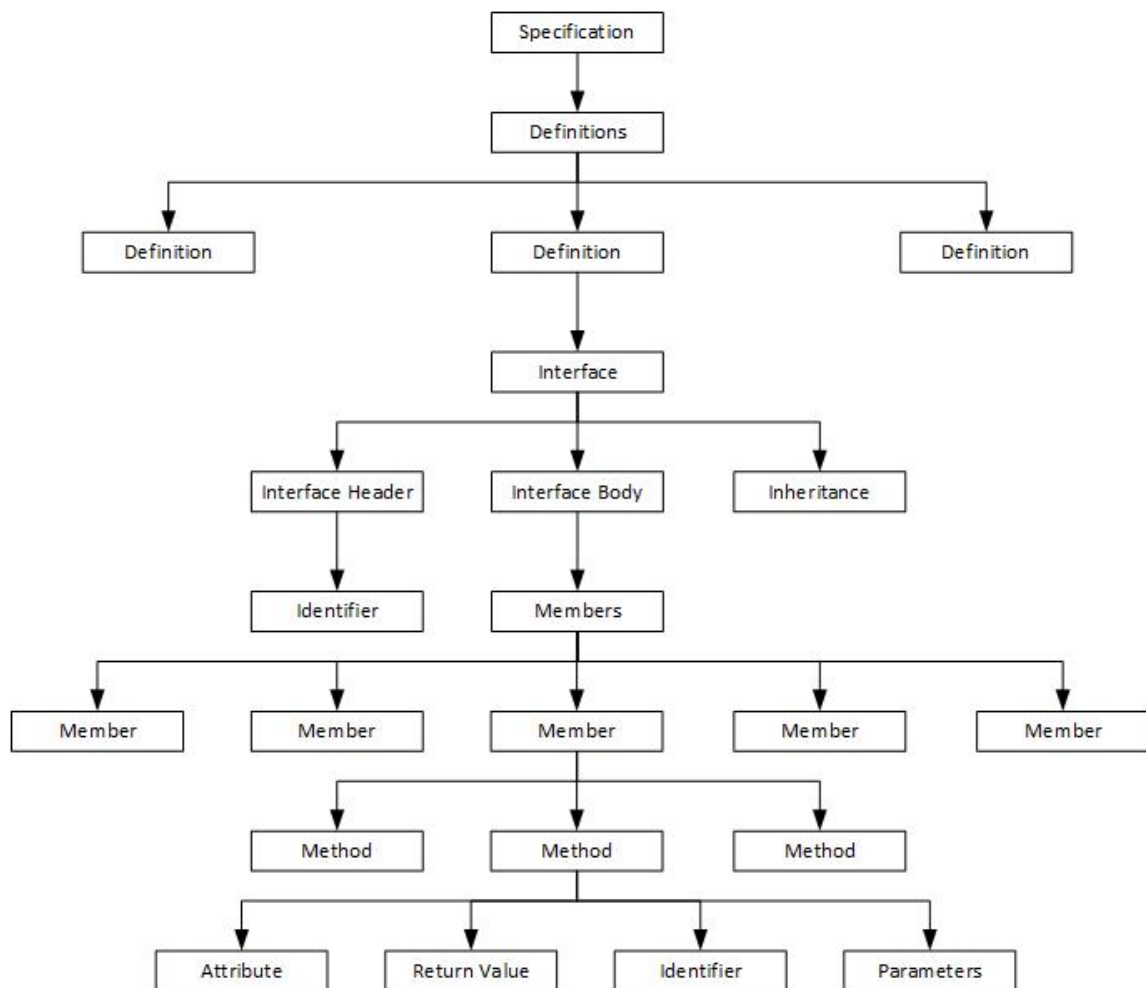 Specification
Definitions
Definition
Definition
Definition
Interface
Interface Header
Interface Body
Inheritance
Identifier
Members
Member
Member
Member
Member
Member
Method
Method
Method
Attribute
Return Value
Identifier
Parameters